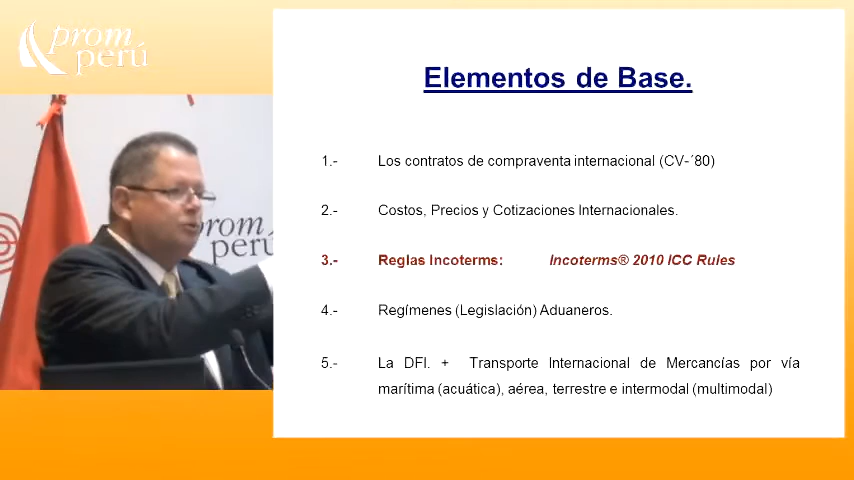 prom
perú
Elementos de Base.
1.- Los contratos de compraventa internacional (CV-´80)
2.- Costos, Precios y Cotizaciones Internacionales.
3.- Reglas Incoterms: Incoterms® 2010 ICC Rules
4.- Regímenes (Legislación) Aduaneros.
5.- La DFI. + Transporte Internacional de Mercancías por vía
marítima (acuática), aérea, terrestre e intermodal (multimodal)
prom
perú